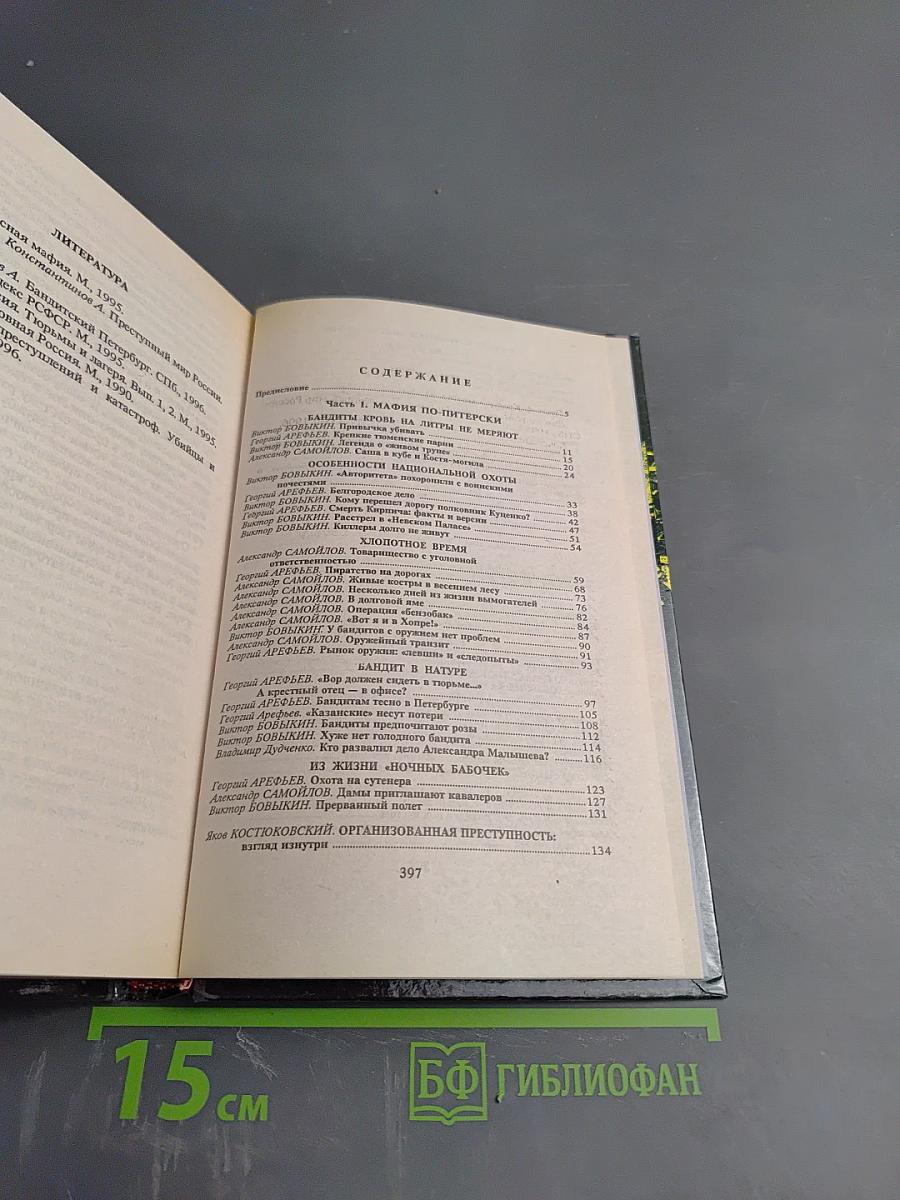 ЛИТЕРАТУРА
сная мафия. М., 1995.
Константинов А. Преступный мир России.
в А. Бандитский Петербург. СПб., 1996.
декс РСФСР. М., 1995.
сия. Тюрьмы и лагеря. Вып. 1, 2. М., 1995.
овная Россия. М., 1990.
преступлений и катастроф. Убийцы и
96.
СОДЕРЖАНИЕ
Предисловие 5
Часть 1. МАФИЯ ПО-ПИТЕРСКИ
БАНДИТЫ КРОВЬ НА ЛИТРЫ НЕ МЕРЯЮТ
Виктор БОВЫКИН. Привычка убивать 11
Георгий АРЕФЬЕВ. Крепкие тюменские парни 15
Виктор БОВЫКИН. Легенда о «живом трупе» 20
Александр САМОЙЛОВ. Саша в кубе и Костя-могила 24
ОСОБЕННОСТИ НАЦИОНАЛЬНОЙ ОХОТЫ
Виктор БОВЫКИН. «Авторитета» похоронили с воинскими
почестями 33
Георгий АРЕФЬЕВ. Белгородское дело 38
Виктор БОВЫКИН. Кому перешел дорогу полковник Куценко? 42
Георгий АРЕФЬЕВ. Смерть Кирпича: факты и версии 47
Виктор БОВЫКИН. Расстрел в «Невском Паласе» 51
Виктор БОВЫКИН. Киллеры долго не живут 54
ХЛОПОТНОЕ ВРЕМЯ
Александр САМОЙЛОВ. Товарищество с уголовной
ответственностью 59
Георгий АРЕФЬЕВ. Пиратство на дорогах 68
Александр САМОЙЛОВ. Живые костры в весеннем лесу 73
Александр САМОЙЛОВ. Несколько дней из жизни вымогателей 76
Александр САМОЙЛОВ. В долговой яме 82
Александр САМОЙЛОВ. Операция «бензобак» 84
Александр САМОЙЛОВ. «Вот я и в Хопре!» 87
Виктор БОВЫКИН. У бандитов с оружием нет проблем 90
Александр САМОЙЛОВ. Оружейный транзит 91
Георгий АРЕФЬЕВ. Рынок оружия: «левши» и «следопыты» 93
БАНДИТ В НАТУРЕ
Георгий АРЕФЬЕВ. «Вор должен сидеть в тюрьме...»
А крестный отец — в офисе? 97
Георгий АРЕФЬЕВ. Бандитам тесно в Петербурге 105
Георгий Арефьев. «Казанские» несут потери 108
Виктор БОВЫКИН. Бандиты предпочитают розы 112
Виктор БОВЫКИН. Хуже нет голодного бандита 114
Владимир Дудченко. Кто развалил дело Александра Малышева? 116
ИЗ ЖИЗНИ «НОЧНЫХ БАБОЧЕК»
Георгий АРЕФЬЕВ. Охота на сутенера 123
Александр САМОЙЛОВ. Дамы приглашают кавалеров 127
Виктор БОВЫКИН. Прерванный полет 131
Яков КОСТЮКОВСКИЙ. ОРГАНИЗОВАННАЯ ПРЕСТУПНОСТЬ:
взгляд изнутри 134
397
15 см
БФ ГИБЛИОФАН